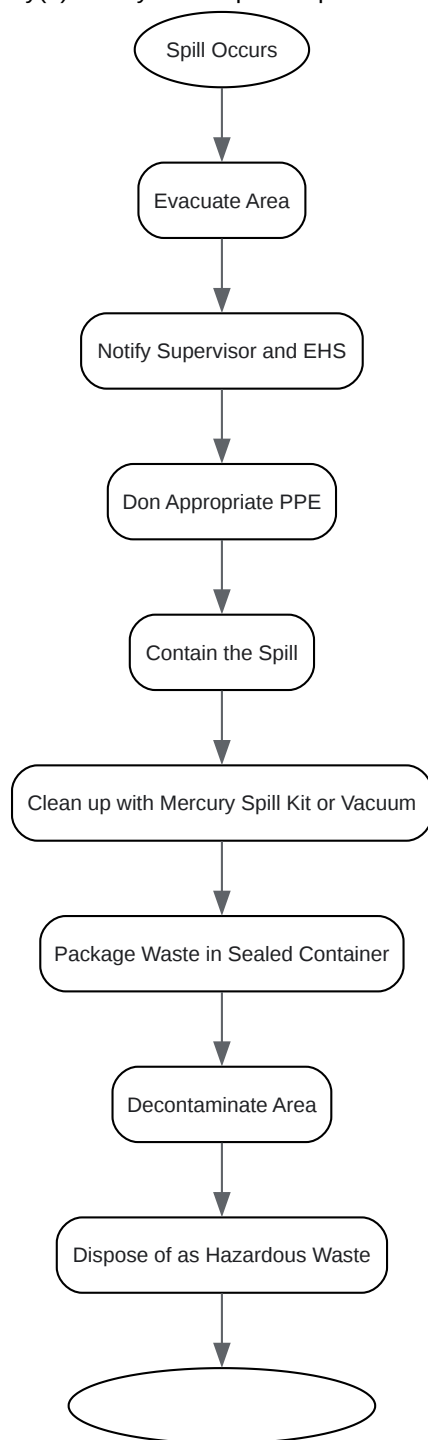 Spill Occurs
Evacuate Area
Notify Supervisor and EHS
Don Appropriate PPE
Contain the Spill
Clean up with Mercury Spill Kit or Vacuum
Package Waste in Sealed Container
Decontaminate Area
Dispose of as Hazardous Waste